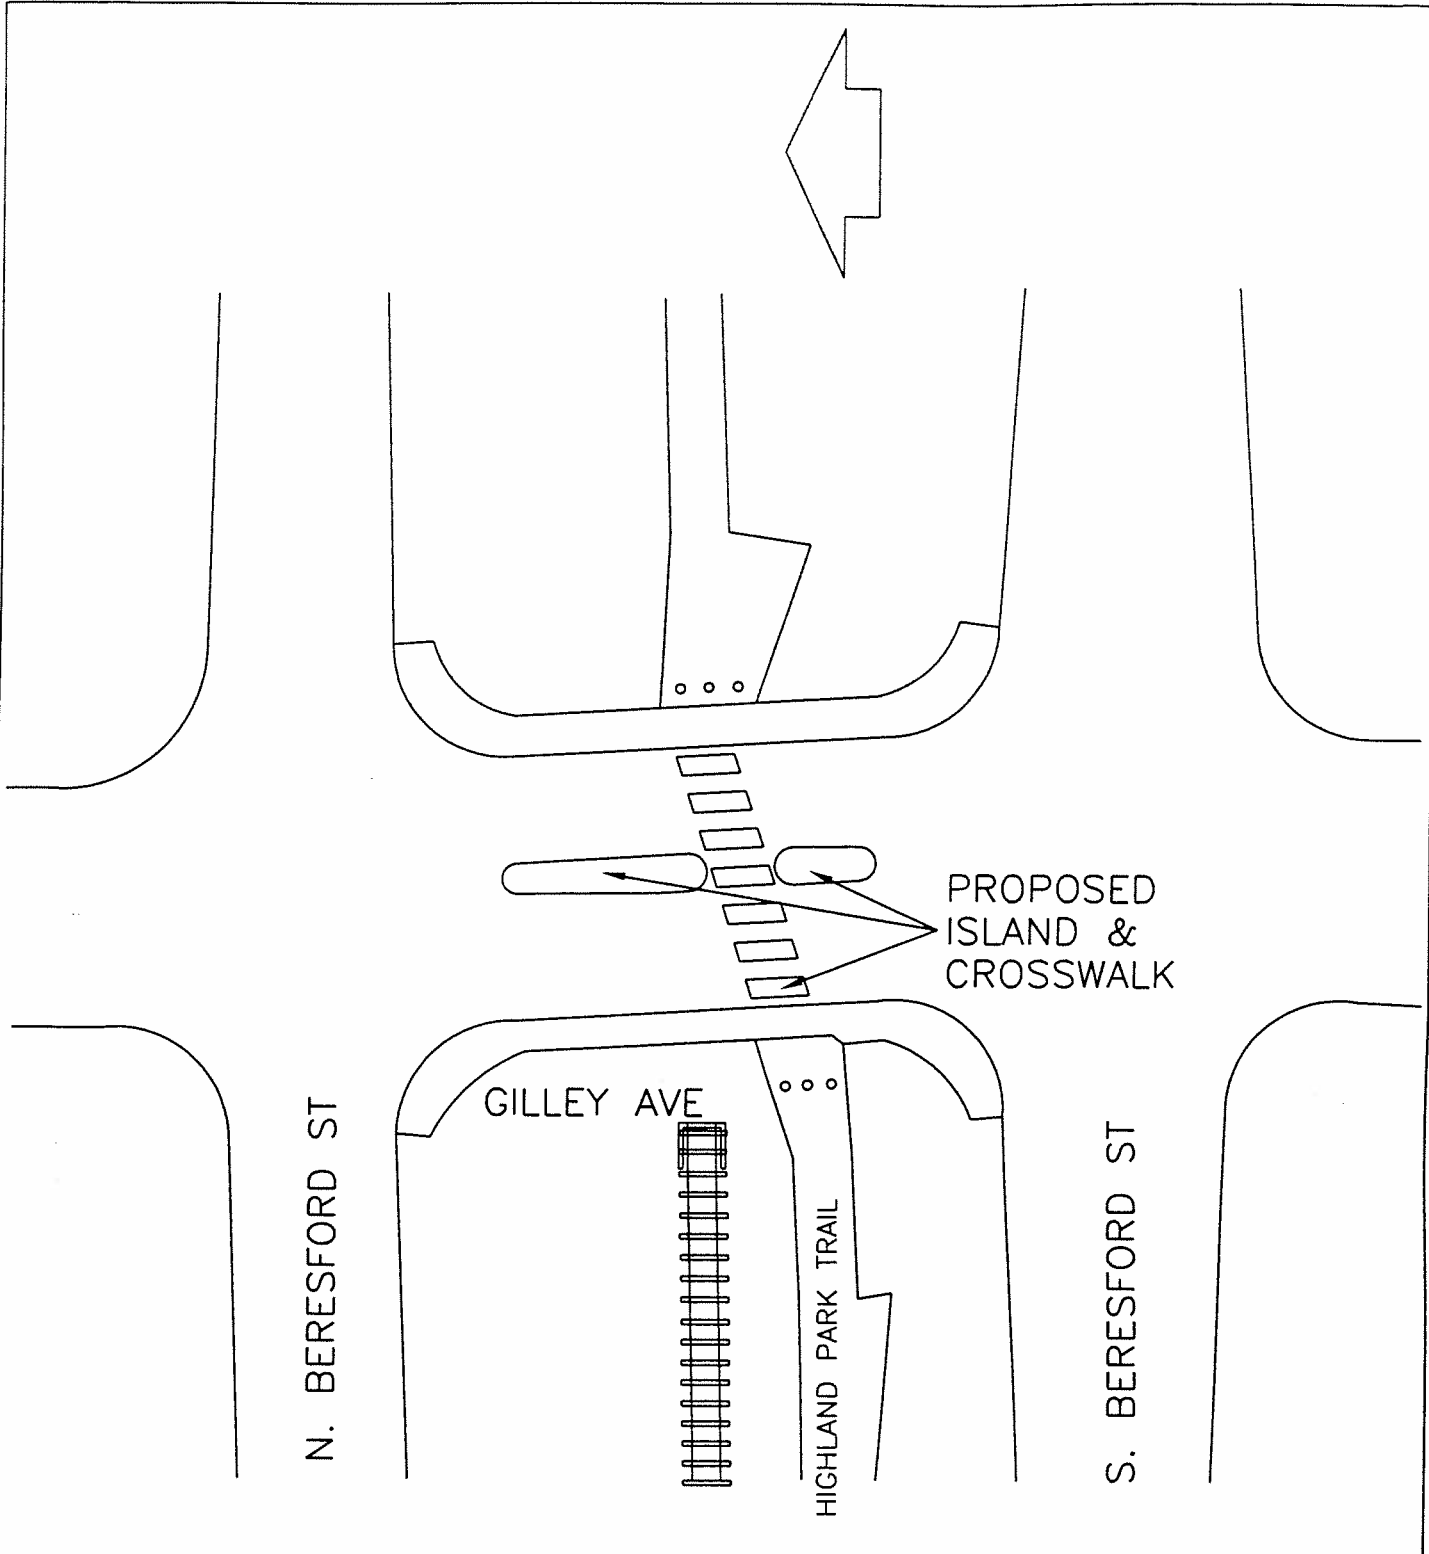 PROPOSED
ISLAND &
CROSSWALK
GILLEY AVE
N. BERESFORD ST
HIGHLAND PARK TRAIL
S. BERESFORD ST